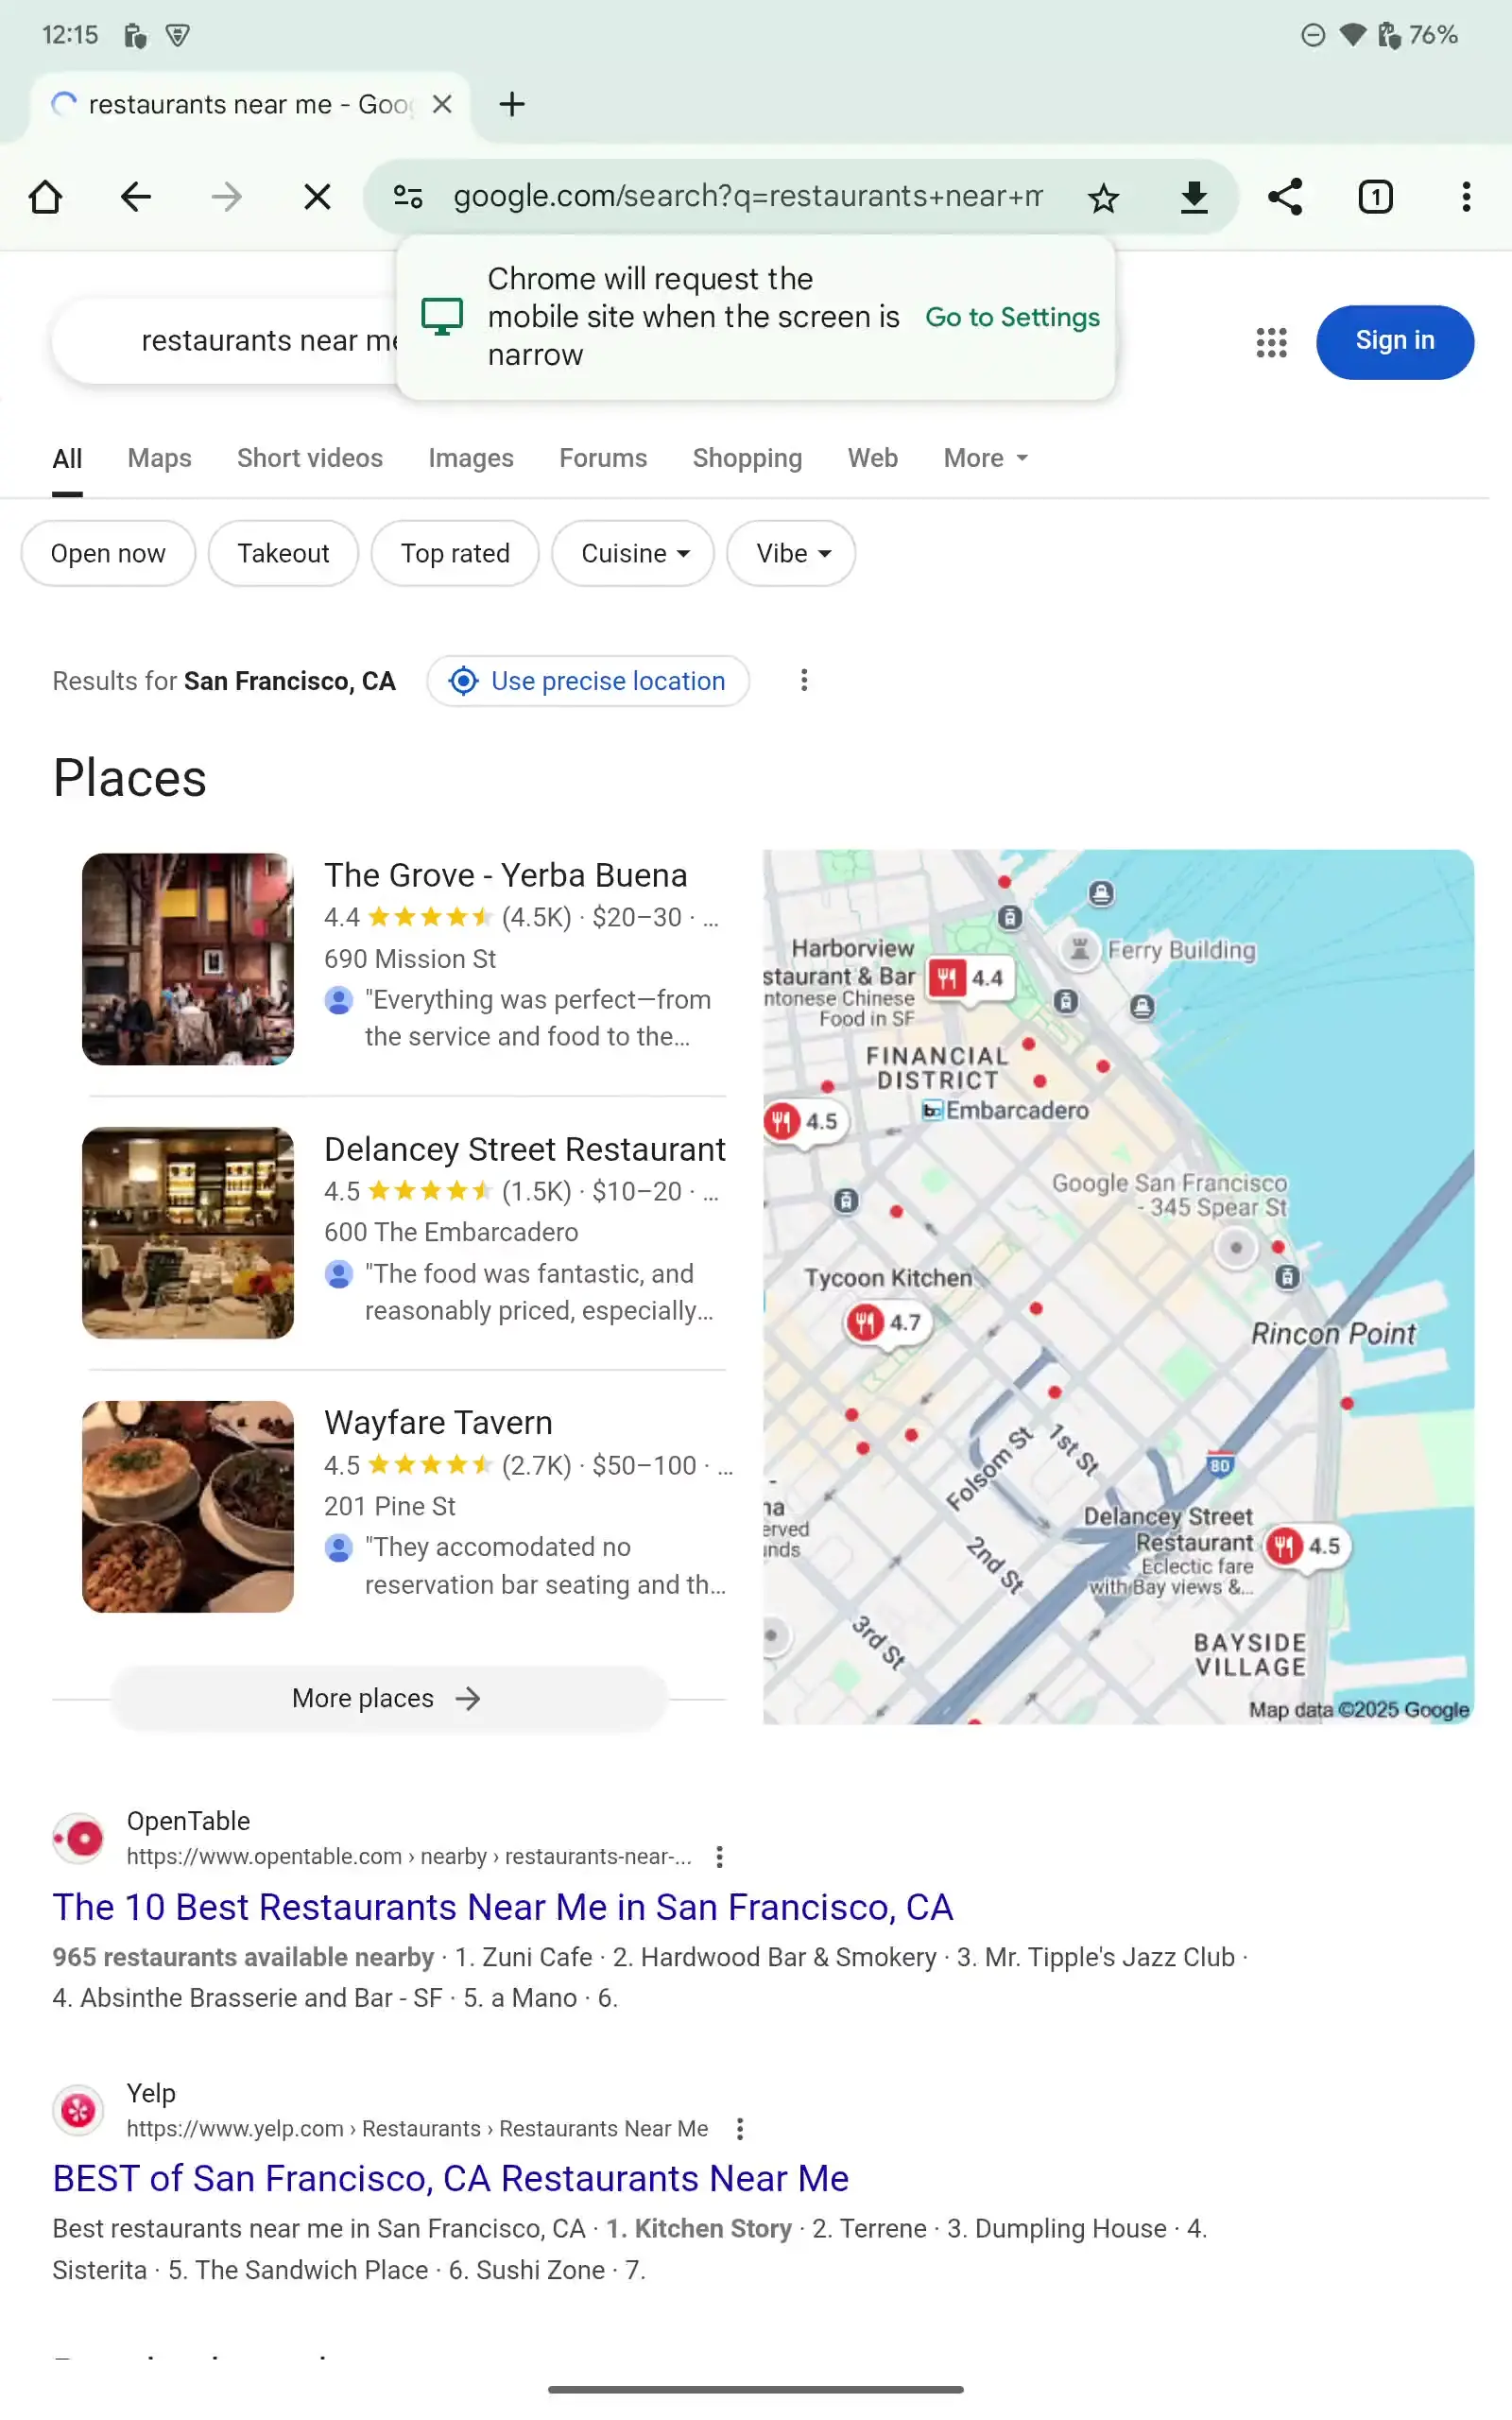 12:15
76%
restaurants near me - Goo
google.com/search?q=restaurants+near+m
1
Chrome will request the
mobile site when the screen is
narrow
Go to Settings
restaurants near me
Sign in
All Maps Short videos Images Forums Shopping Web More
Open now Takeout Top rated Cuisine Vibe
Results for San Francisco, CA
Use precise location
Places
The Grove - Yerba Buena
4.4 (4.5K) · $20–30 · ...
690 Mission St
"Everything was perfect—from
the service and food to the...
Delancey Street Restaurant
4.5 (1.5K) · $10–20 · ...
600 The Embarcadero
"The food was fantastic, and
reasonably priced, especially...
Wayfare Tavern
4.5 (2.7K) · $50–100 · ...
201 Pine St
"They accomodated no
reservation bar seating and th...
More places
Ferry Building
Harborview
staurant & Bar
ntonese Chinese
Food in SF
4.4
FINANCIAL
DISTRICT
Embarcadero
4.5
Google San Francisco
- 345 Spear St
Tycoon Kitchen
4.7
Rincon Point
Folsom St
1st St
80
na
erved
unds
Delancey Street
Restaurant
Eclectic fare
with Bay views &...
4.5
2nd St
3rd St
BAYSIDE
VILLAGE
Map data ©2025 Google
OpenTable
https://www.opentable.com › nearby › restaurants-near-...
The 10 Best Restaurants Near Me in San Francisco, CA
965 restaurants available nearby · 1. Zuni Cafe · 2. Hardwood Bar & Smokery · 3. Mr. Tipple's Jazz Club ·
4. Absinthe Brasserie and Bar - SF · 5. a Mano · 6.
Yelp
https://www.yelp.com › Restaurants › Restaurants Near Me
BEST of San Francisco, CA Restaurants Near Me
Best restaurants near me in San Francisco, CA · 1. Kitchen Story · 2. Terrene · 3. Dumpling House · 4.
Sisterita · 5. The Sandwich Place · 6. Sushi Zone · 7.